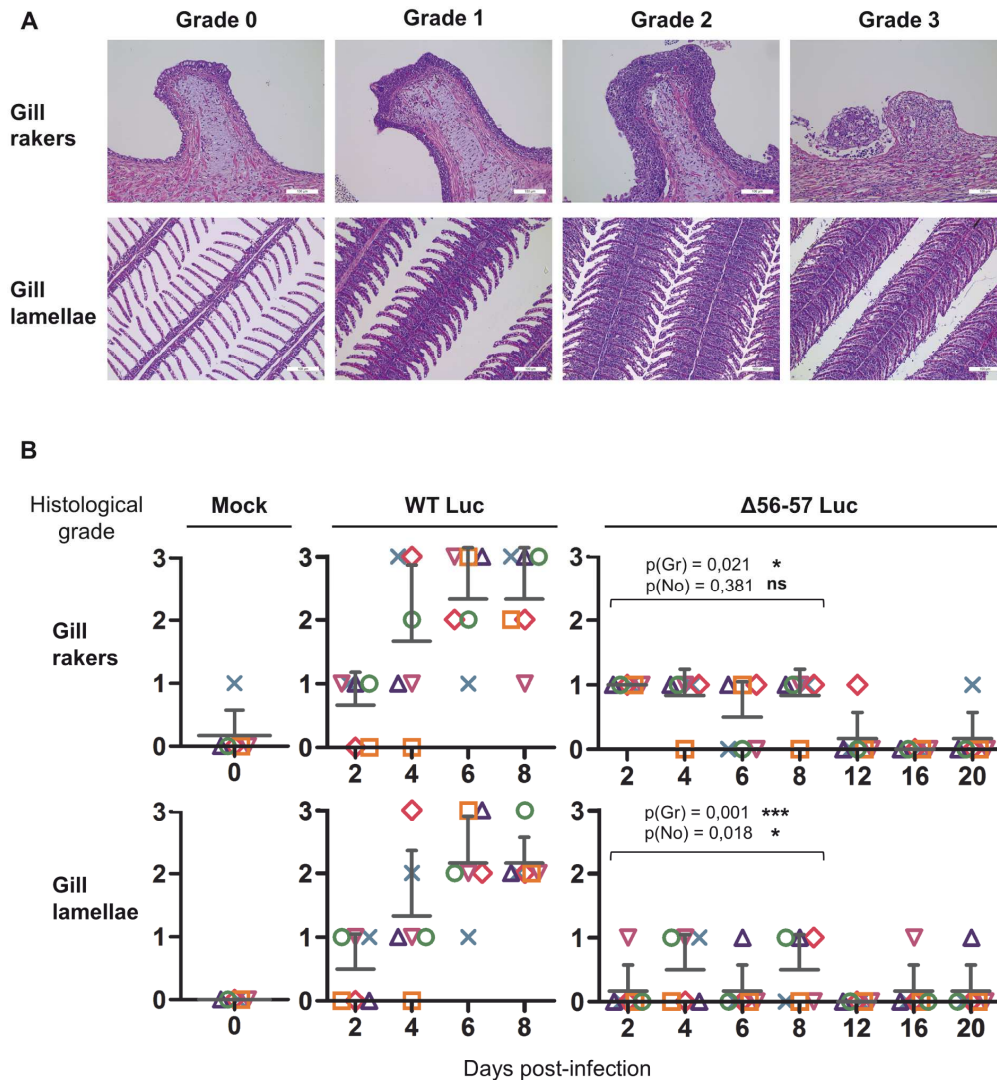 A
Grade 0 Grade 1 Grade 2 Grade 3
Gill
rakers
Gill
lamellae
B
Histological
grade
Mock WT Luc Δ56-57 Luc
Gill
rakers
3
2
1
0
0
3
2
1
0
2 4 6 8
p(Gr) = 0,021 *
p(No) = 0,381 ns
3
2
1
0
2 4 6 8 12 16 20
Gill
lamellae
3
2
1
0
0
3
2
1
0
2 4 6 8
p(Gr) = 0,001 ***
p(No) = 0,018 *
3
2
1
0
2 4 6 8 12 16 20
Days post-infection